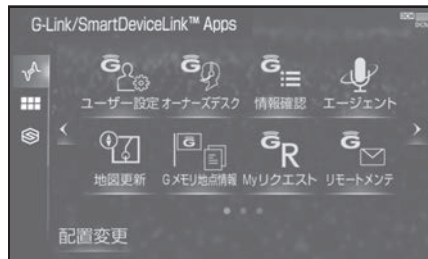 G-Link/SmartDeviceLink™ Apps
DCM
ユーザー設定 オーナーズデスク 情報確認 エージェント
地図更新 Gメモリ地点情報 Myリクエスト リモートメンテ
配置変更